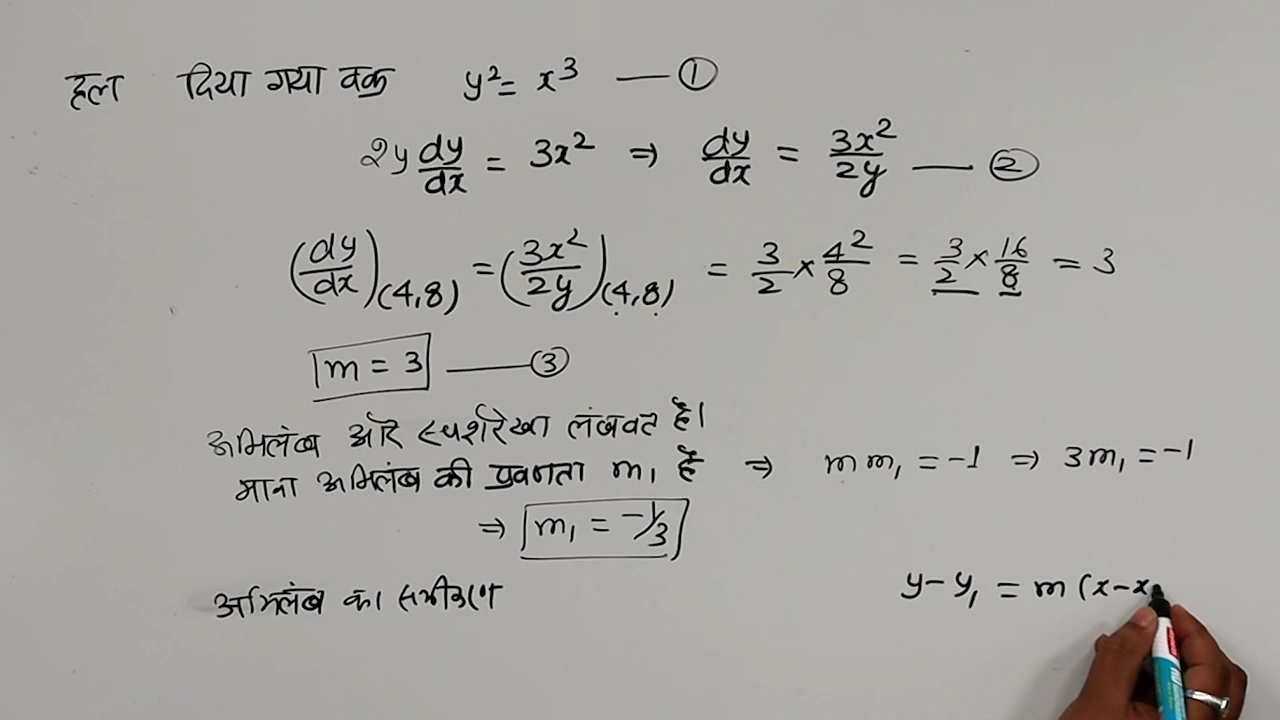 हल दिया गया वक्र y² = x³ — ①
2y dy/dx = 3x² ⇒ dy/dx = 3x²/2y — ②
(dy/dx)(4,8) = (3x²/2y)(4,8) = 3/2 × 4²/8 = 3/2 × 16/8 = 3
m = 3 — ③
अभिलंब और स्पर्शरेखा लंबवत है।
माना अभिलंब की प्रवणता m₁ है ⇒ m m₁ = -1 ⇒ 3m₁ = -1
⇒ m₁ = -1/3
अभिलंब का समीकरण y - y₁ = m (x - x